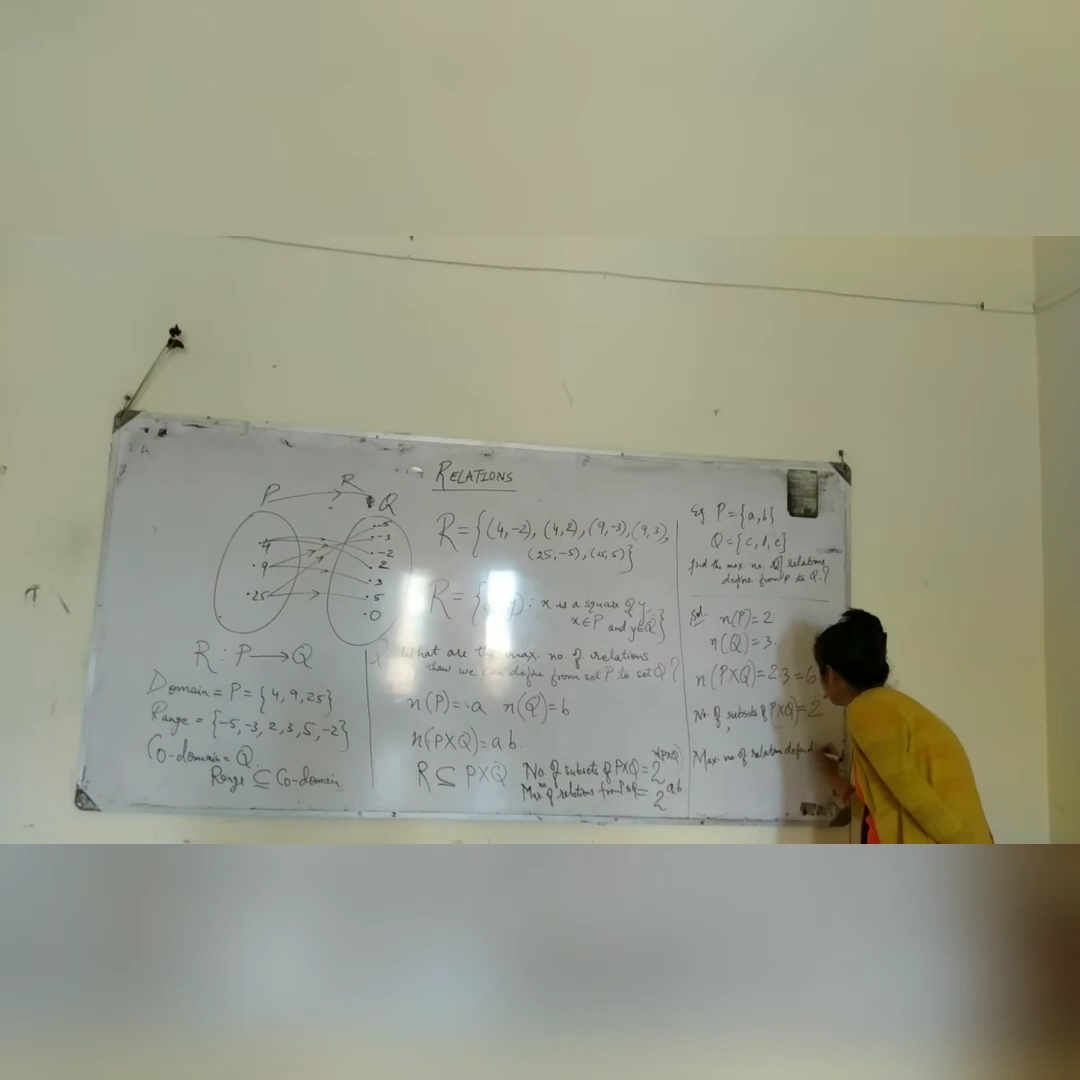 RELATIONS
P R Q
4
9
25
-5
-3
-2
2
3
5
0
R : P → Q
Domain = P = {4, 9, 25}
Range = {-5, -3, 2, 3, 5, -2}
Co-domain = Q.
Range ⊆ Co-domain
R = {(4,-2), (4,2), (9,-3), (9,3),
(25,-5), (25,5)}
R = { : x is a square of y,
x∈P and y∈Q}
Q What are the max. no. of relations
we can define from set P to set Q?
n(P) = a n(Q) = b
n(P×Q) = a.b.
R ⊆ P×Q
No. of subsets of P×Q = 2^n(P×Q)
Max no of relations from P to Q = 2^ab
Eg P = {a, b}
Q = {c, d, e}
find the max. no. of relations
define from P to Q.?
Sol. n(P) = 2
n(Q) = 3.
n(P×Q) = 2.3 = 6
No. of subsets of P×Q = 2
Max. no of relation defined